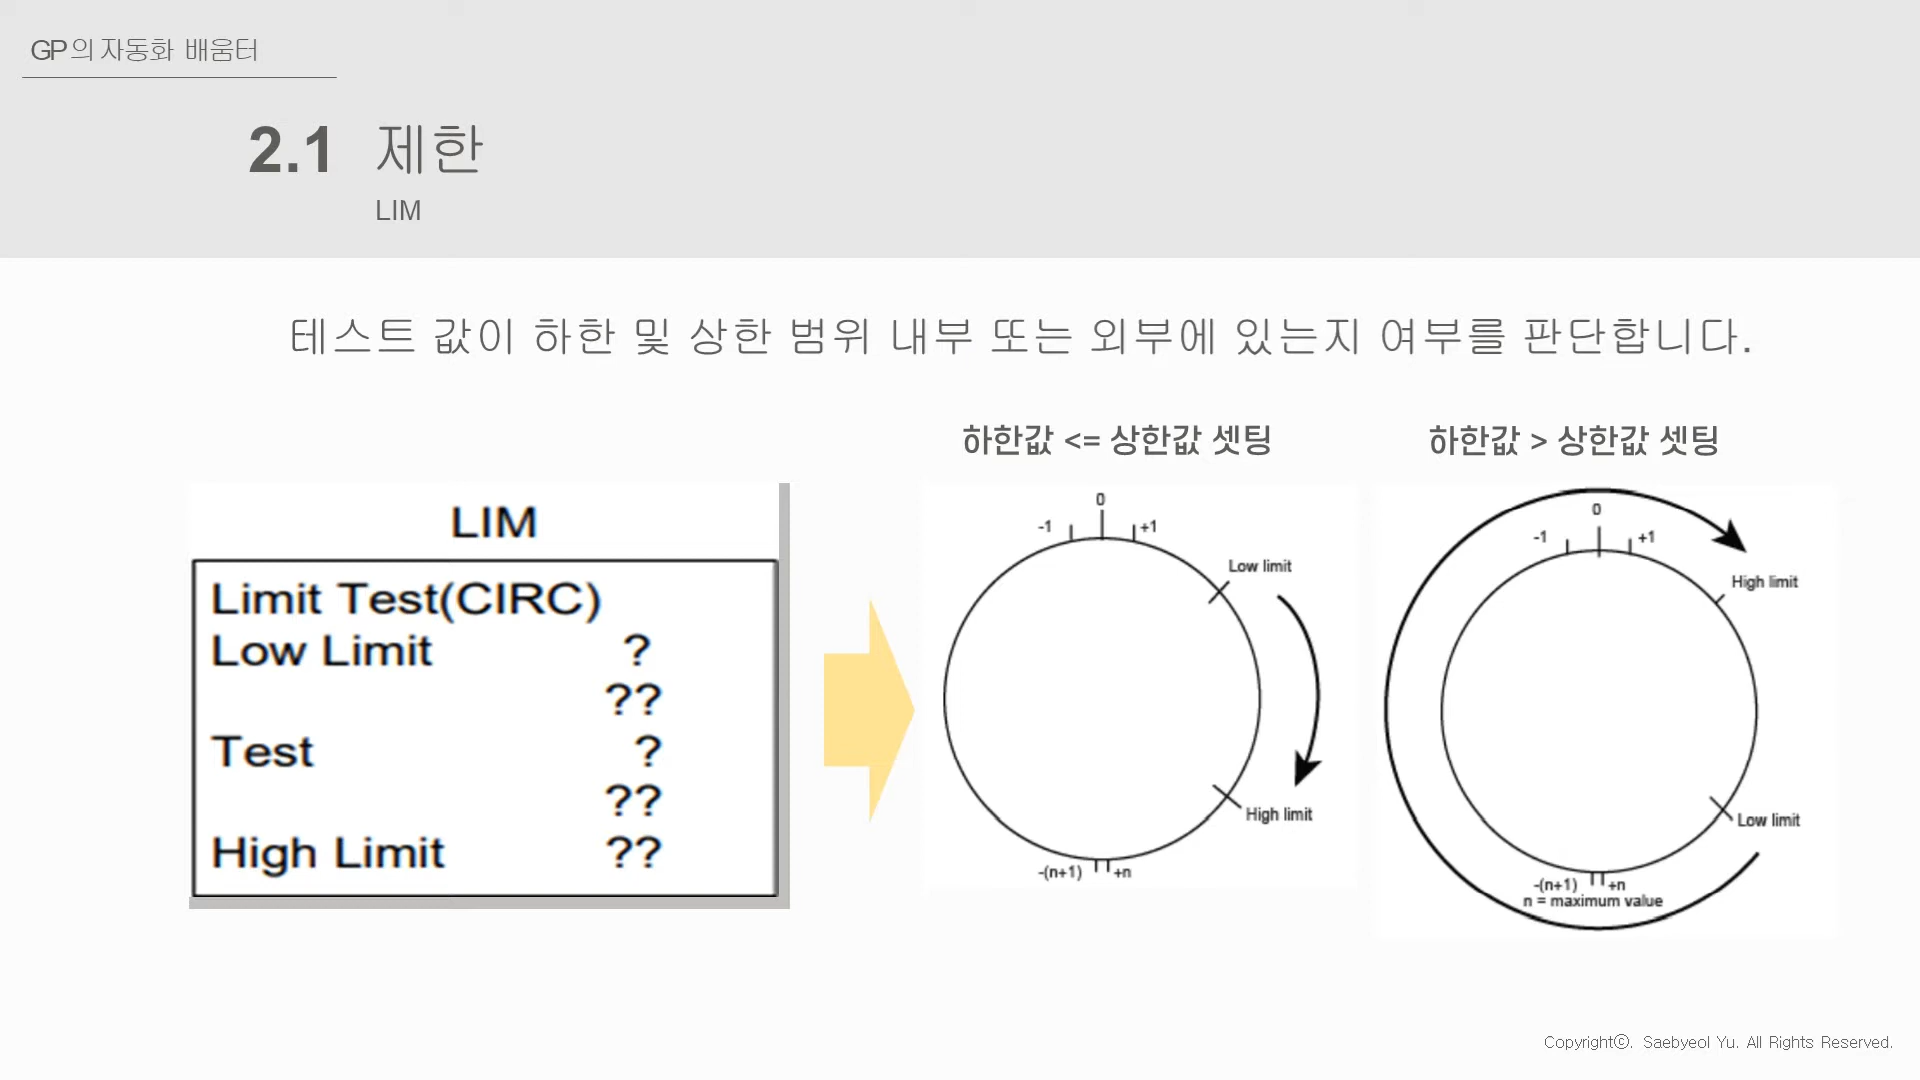 GP의 자동화 배움터
2.1 제한
LIM
테스트 값이 하한 및 상한 범위 내부 또는 외부에 있는지 여부를 판단합니다.
LIM
Limit Test(CIRC)
Low Limit ?
??
Test ?
??
High Limit ??
하한값 <= 상한값 셋팅
0
-1 +1
Low limit
High limit
-(n+1) +n
하한값 > 상한값 셋팅
0
-1 +1
High limit
Low limit
-(n+1) +n
n = maximum value
Copyrightⓒ. Saebyeol Yu. All Rights Reserved.